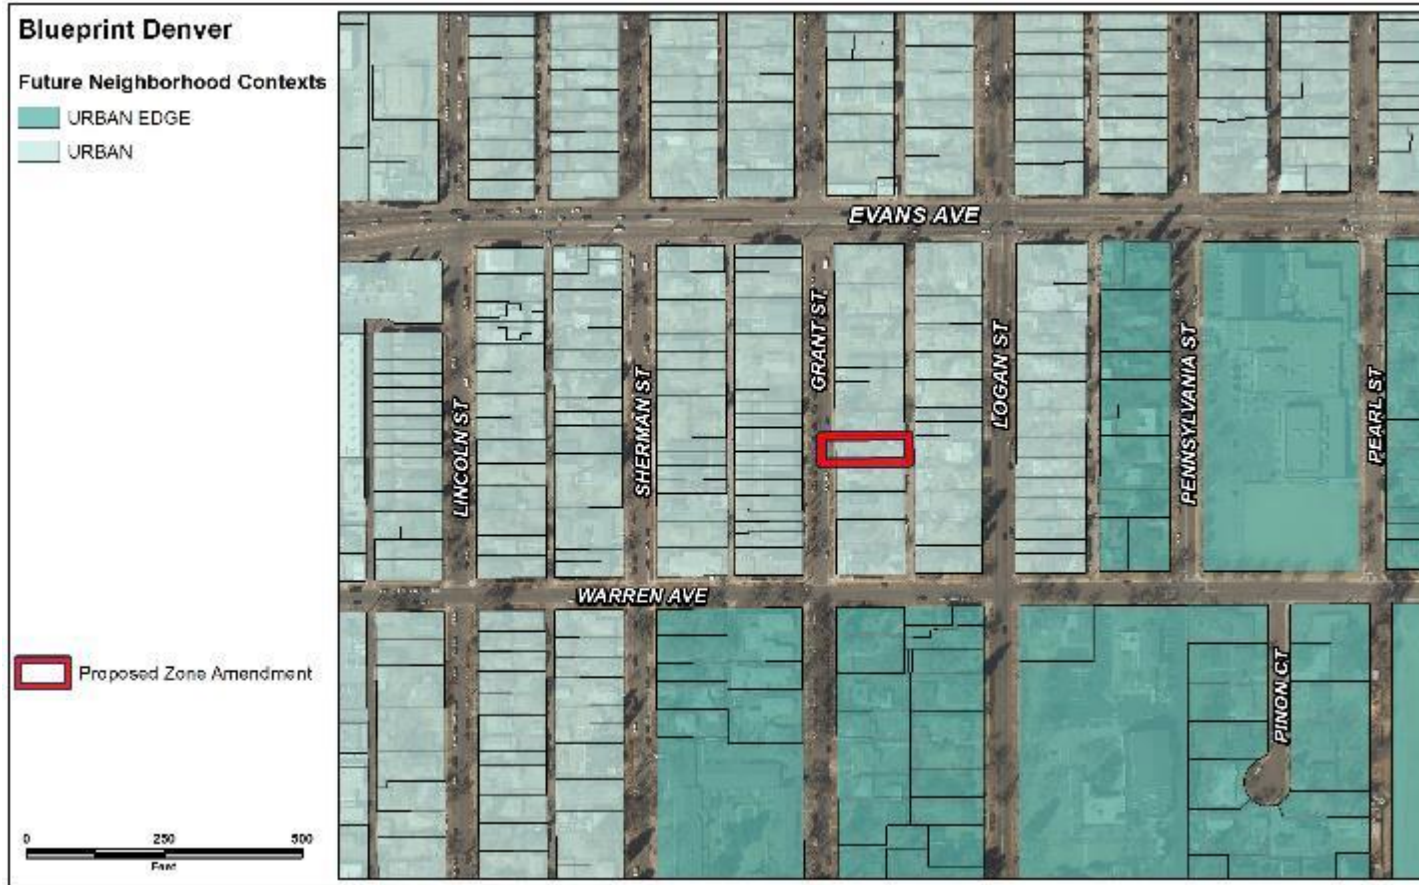 Blueprint Denver
Future Neighborhood Contexts
URBAN EDGE
URBAN
EVANS AVE
LINCOLN ST
SHERMAN ST
GRANT ST
LOGAN ST
PENNSYLVANIA ST
PEARL ST
WARREN AVE
PINON CT
Proposed Zone Amendment
0 250 500
Feet